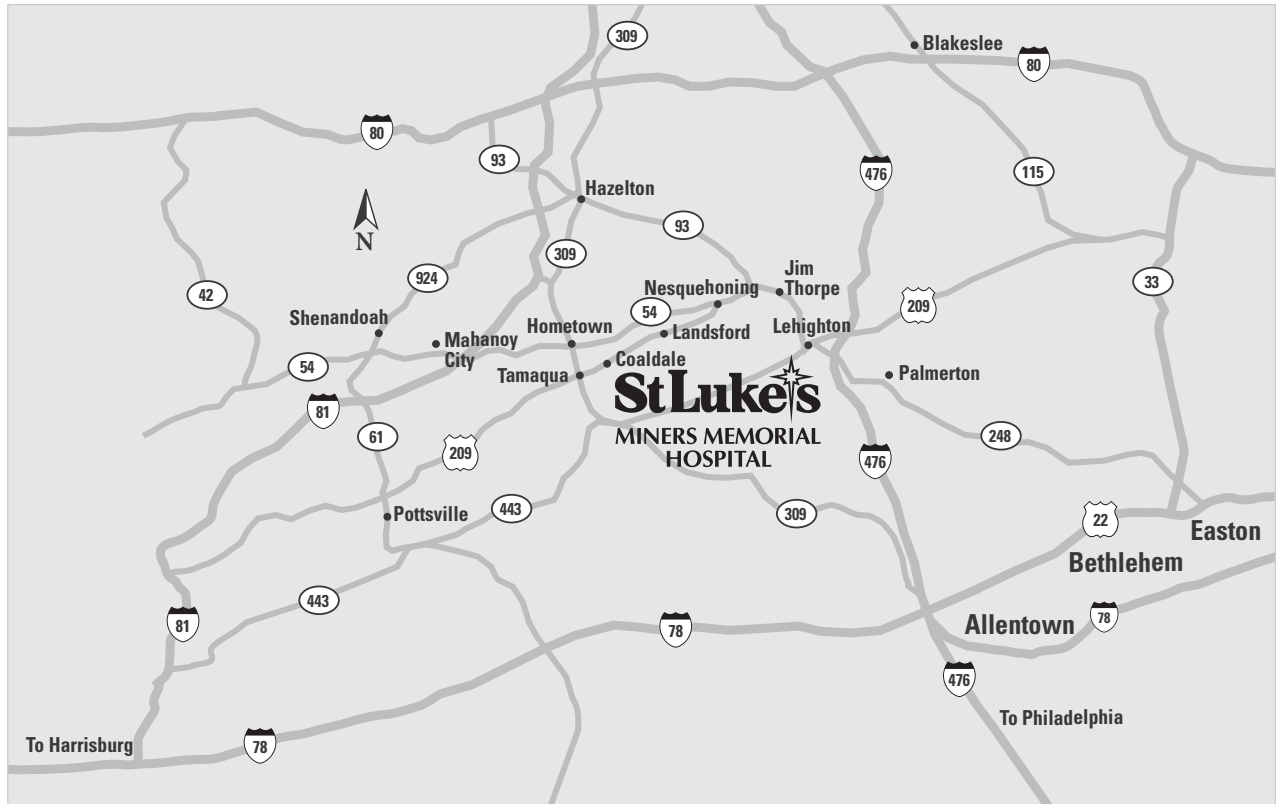 309
Blakeslee
80
80
93
476
115
Hazelton
N
93
309
924
42
33
Jim
Thorpe
Nesquehoning
209
54
Shenandoah
Hometown
Landsford
Lehighton
Mahanoy
City
54
Coaldale
Tamaqua
Palmerton
St Luke's
MINERS MEMORIAL
HOSPITAL
81
61
248
209
476
443
309
Pottsville
22
Easton
Bethlehem
443
81
78
Allentown
78
476
To Philadelphia
To Harrisburg
78